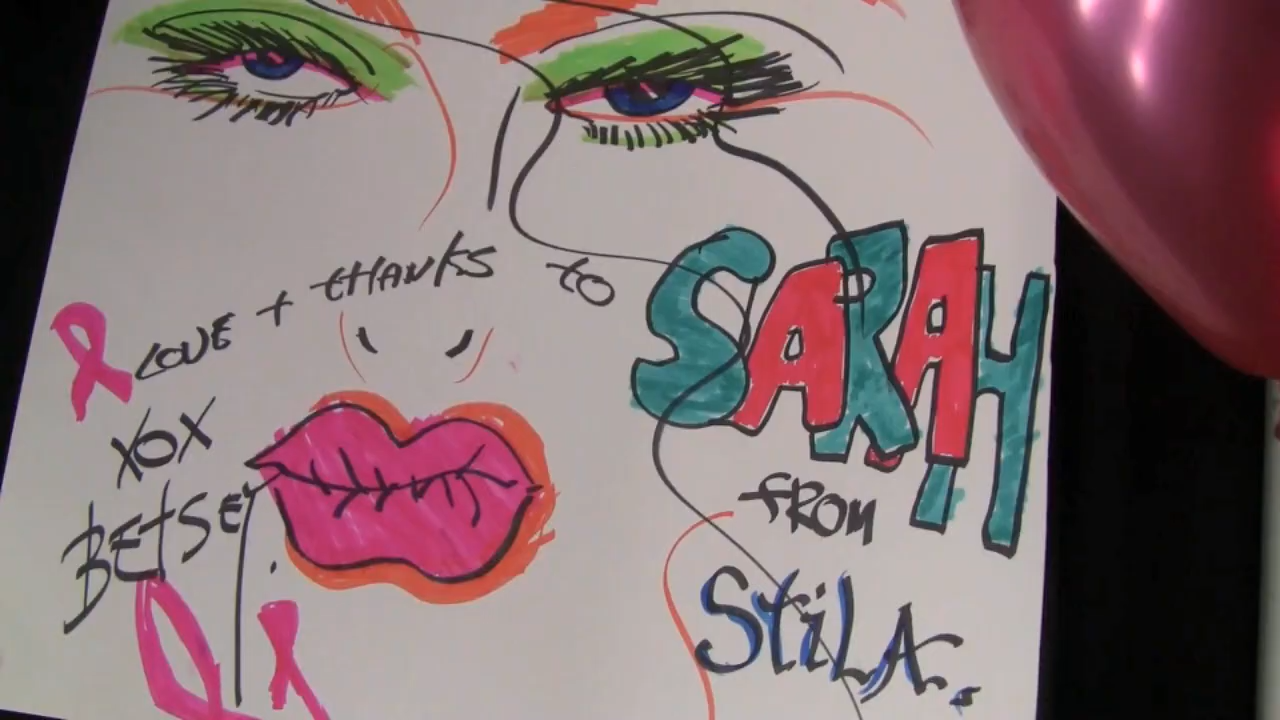 LOVE + THANKS to SARAH
XOX
BEtSEY
FROM
StiLA.